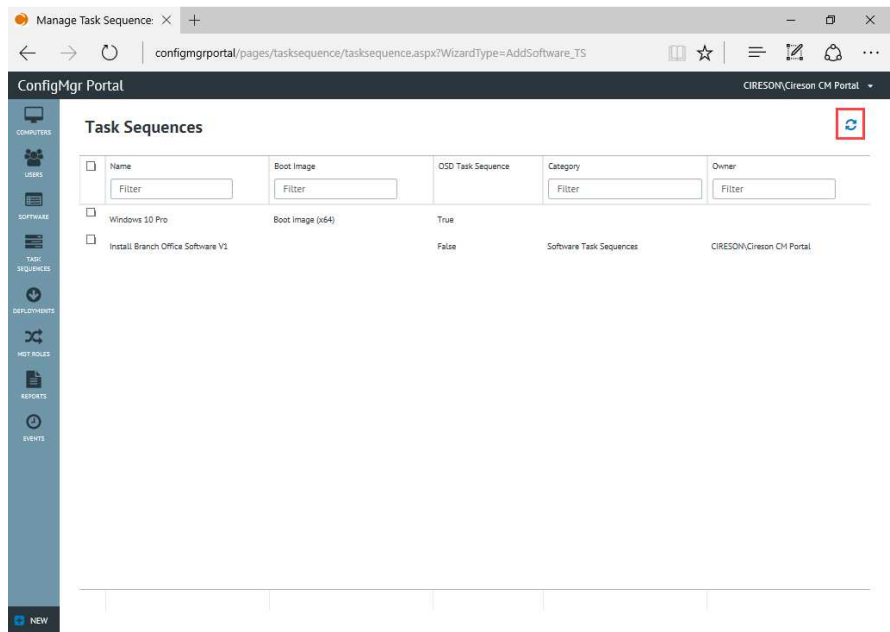 Manage Task Sequence:
configmgrportal/pages/tasksequence/tasksequence.aspx?WizardType=AddSoftware_TS
ConfigMgr Portal
CIRESON\Cireson CM Portal
COMPUTERS
USERS
SOFTWARE
TASK
SEQUENCES
DEPLOYMENTS
MDT ROLES
REPORTS
EVENTS
NEW
Task Sequences
Name Boot Image OSD Task Sequence Category Owner
Filter Filter Filter Filter
Windows 10 Pro Boot image (x64) True
Install Branch Office Software V1 False Software Task Sequences CIRESON\Cireson CM Portal